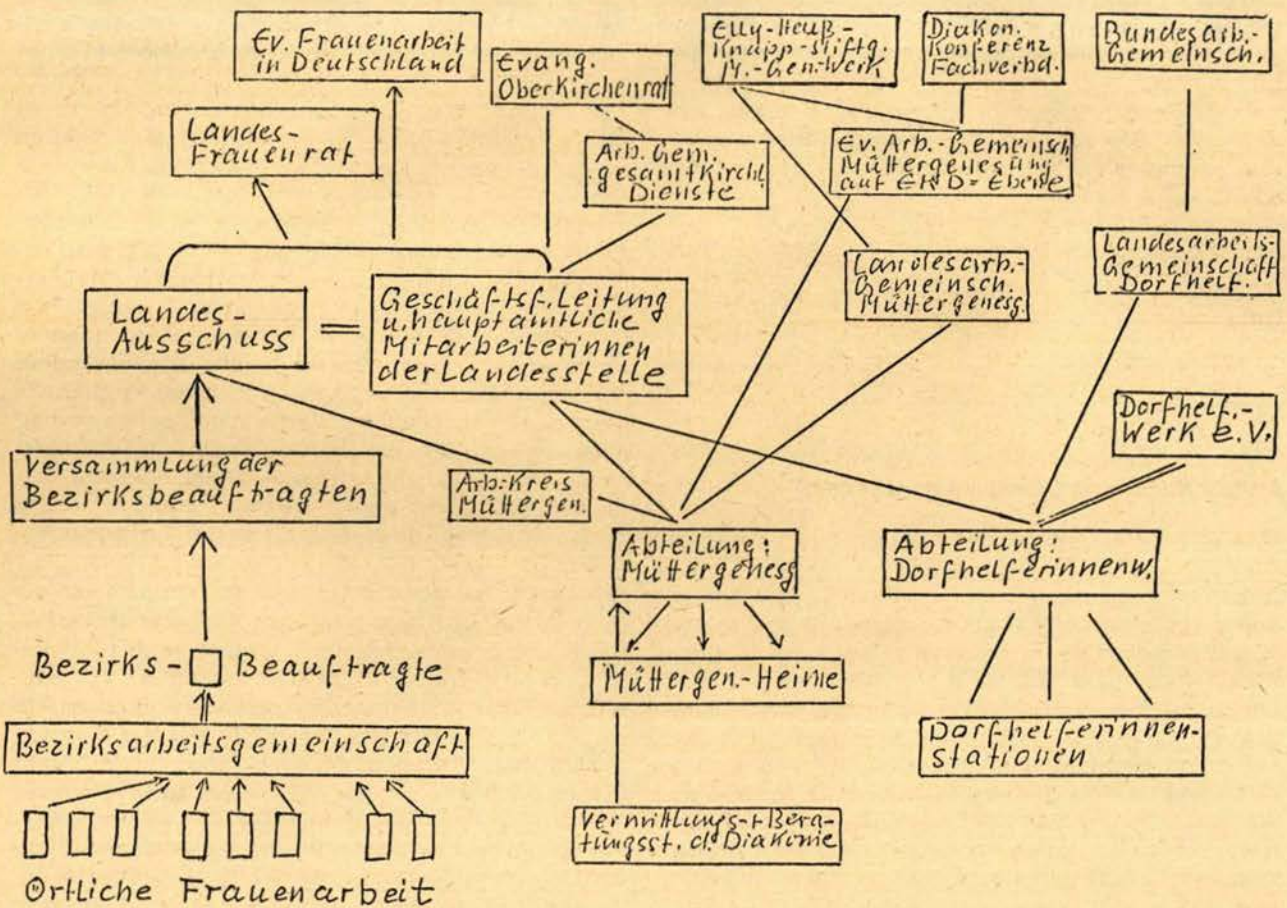 Ev. Frauenarbeit
in Deutschland
Evang.
Oberkirchenrat
Elly-Heuß-
Knapp-Stiftg.
M.-Gen.-Werk
Diakon.
Konferenz
Fachverbd.
Bundesarb.-
Gemeinsch.
Landes-
Frauenrat
Arb. Gem.
gesamtkirchl.
Dienste
Ev. Arb.-Gemeinsch.
Müttergenesung
auf EKD-Ebene
Landes-
Ausschuss
Geschäftsf. Leitung
u. hauptamtliche
Mitarbeiterinnen
der Landesstelle
Landesarb.-
Gemeinsch.
Müttergenesg.
Landesarbeits-
Gemeinschaft
Dorfhelf.
Dorfhelf.-
Werk e.V.
Versammlung der
Bezirksbeauftragten
Arb.-Kreis
Müttergen.
Abteilung:
Müttergenesg
Abteilung:
Dorfhelferinnenw.
Bezirks- Beauftragte
Müttergen.-Heime
Bezirksarbeitsgemeinschaft
Dorfhelferinnen-
stationen
Vermittlungs-+Bera-
tungsst. d. Diakonie
Örtliche Frauenarbeit